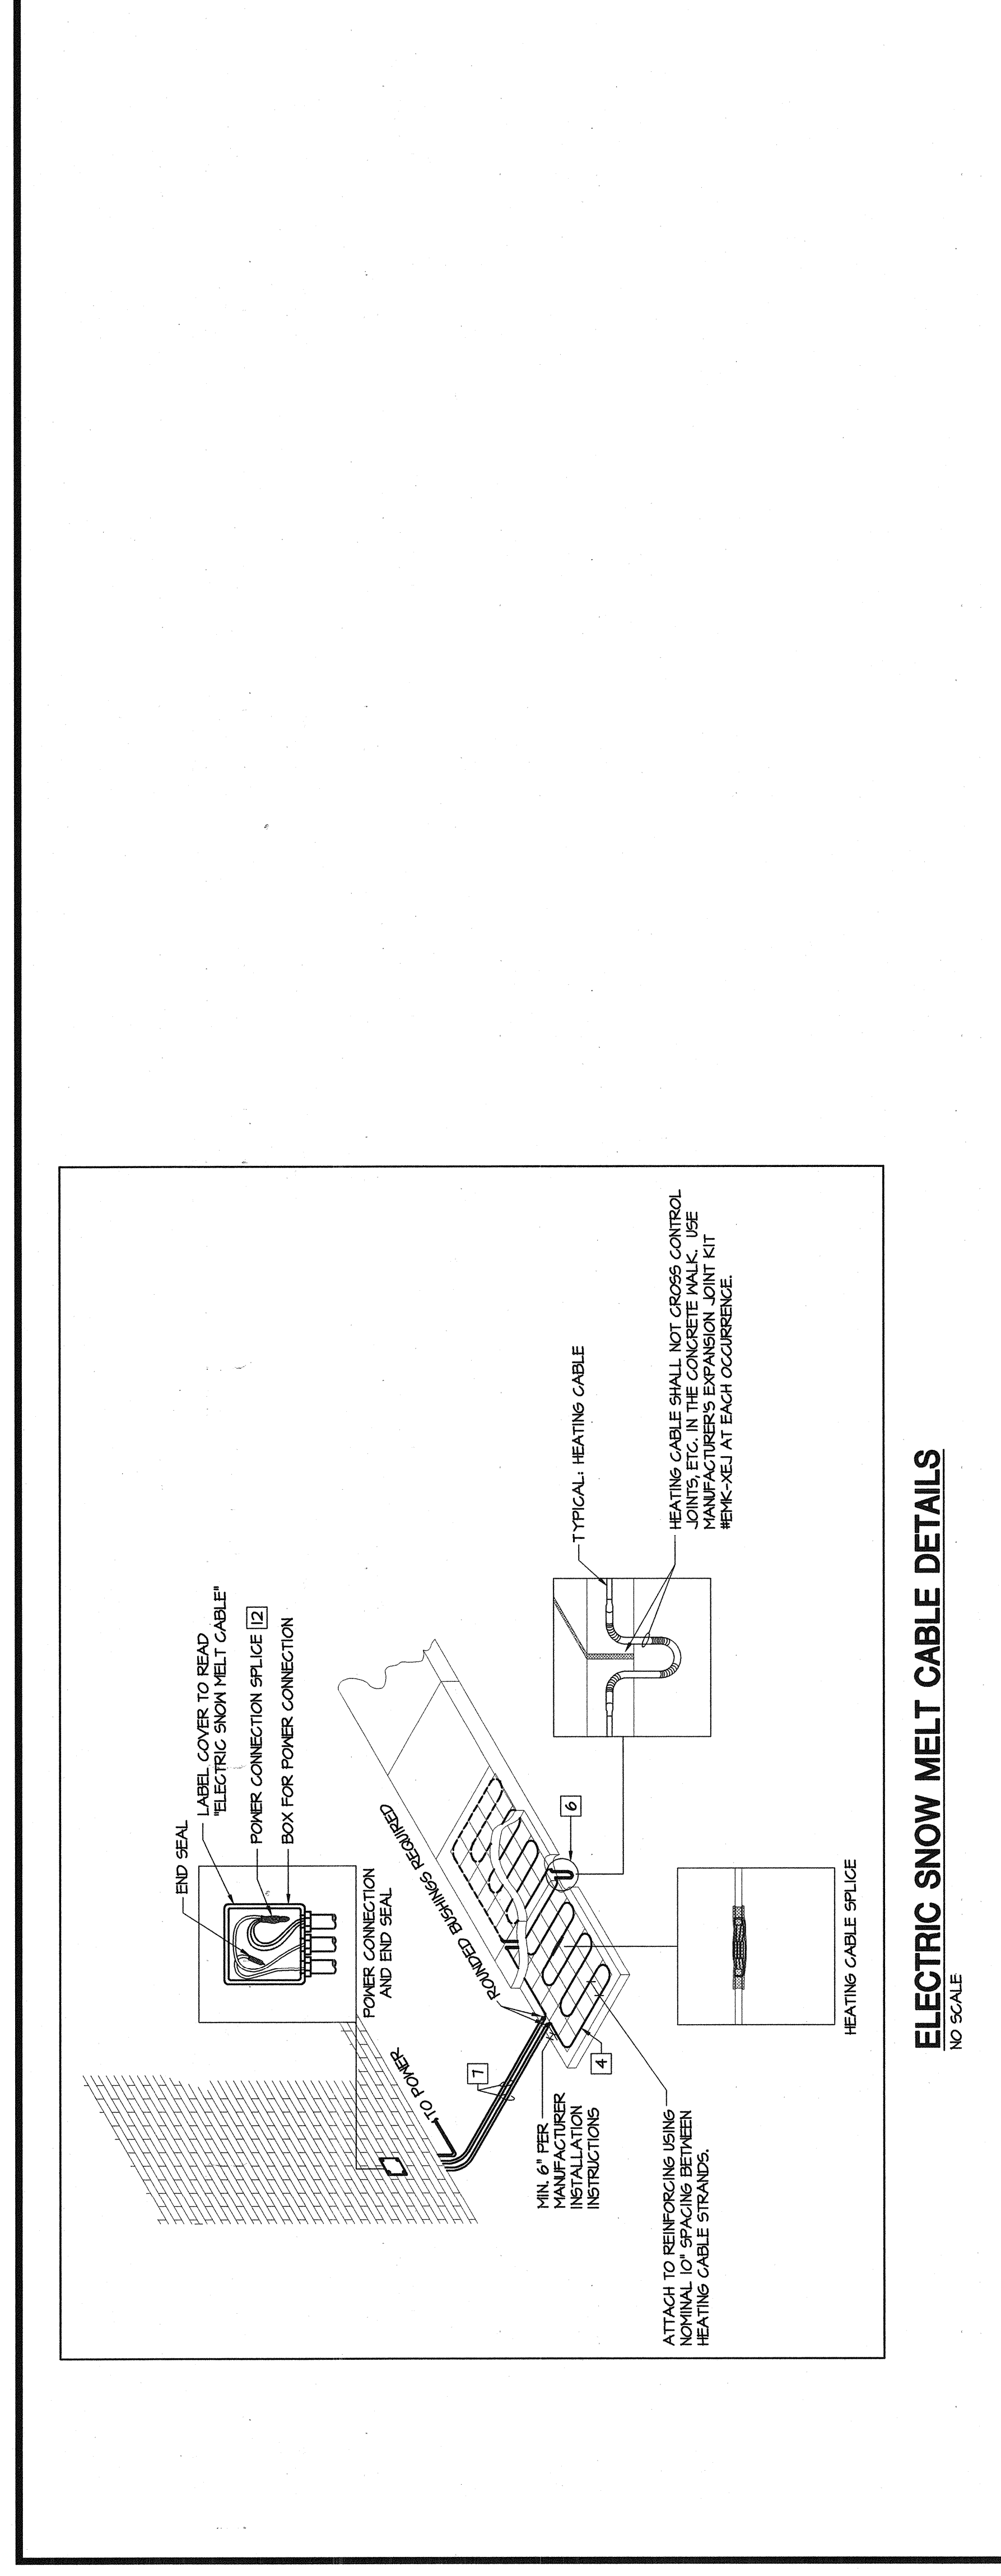 END SEAL
LABEL COVER TO READ
"ELECTRIC SNOW MELT CABLE"
POWER CONNECTION SPLICE 12
BOX FOR POWER CONNECTION
POWER CONNECTION
AND END SEAL
TO POWER
ROUNDED BUSHINGS REQUIRED
7
MIN. 6" PER
MANUFACTURER
INSTALLATION
INSTRUCTIONS
4
6
TYPICAL: HEATING CABLE
HEATING CABLE SHALL NOT CROSS CONTROL
JOINTS, ETC. IN THE CONCRETE WALK. USE
MANUFACTURER'S EXPANSION JOINT KIT
#EMK-XEJ AT EACH OCCURRENCE.
ATTACH TO REINFORCING USING
NOMINAL 10" SPACING BETWEEN
HEATING CABLE STRANDS.
HEATING CABLE SPLICE
ELECTRIC SNOW MELT CABLE DETAILS
NO SCALE